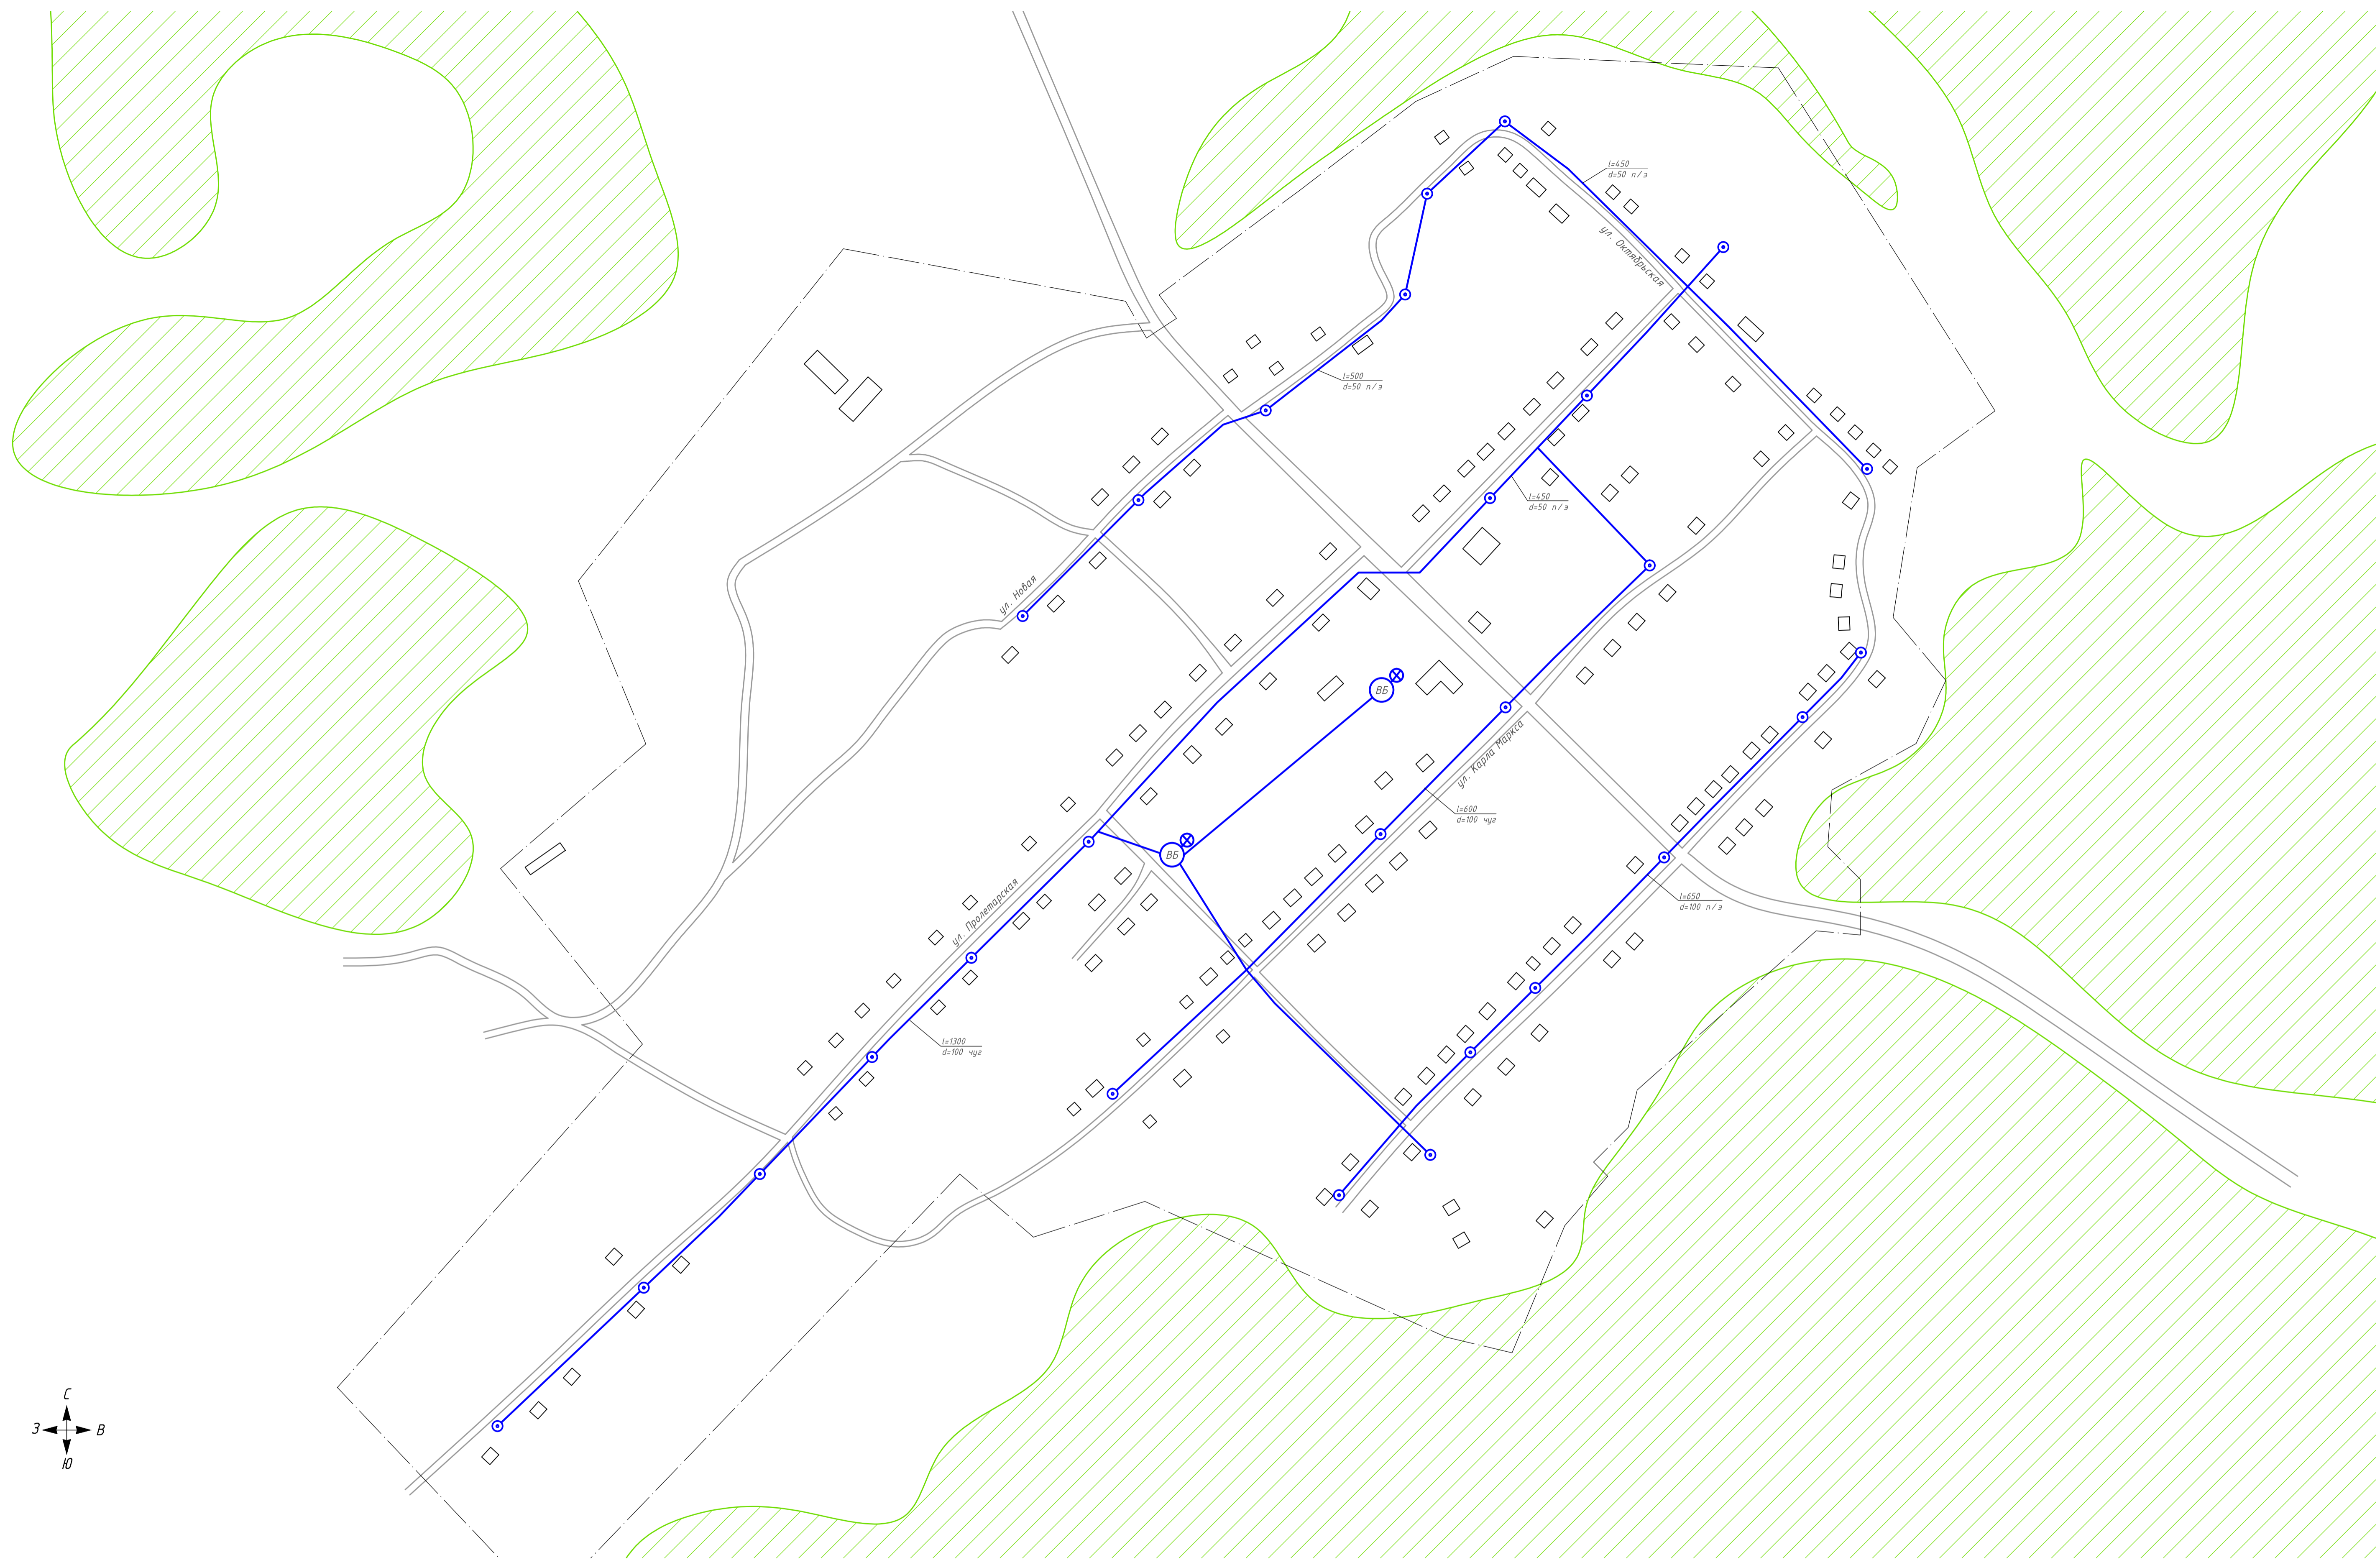 l=450
d=50 п/э
ул. Октябрьская
l=500
d=50 п/э
l=450
d=50 п/э
ул. Новая
ВБ
ул. Карла Маркса
l=600
d=100 чуг
ВБ
ул. Пролетарская
l=650
d=100 п/э
l=1300
d=100 чуг
С
З В
Ю